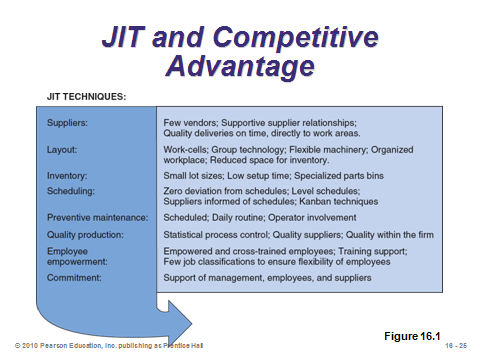 JIT and Competitive
Advantage
JIT TECHNIQUES:
Suppliers: Few vendors; Supportive supplier relationships;
Quality deliveries on time, directly to work areas.
Layout: Work-cells; Group technology; Flexible machinery; Organized
workplace; Reduced space for inventory.
Inventory: Small lot sizes; Low setup time; Specialized parts bins
Scheduling: Zero deviation from schedules; Level schedules;
Suppliers informed of schedules; Kanban techniques
Preventive maintenance: Scheduled; Daily routine; Operator involvement
Quality production: Statistical process control; Quality suppliers; Quality within the firm
Employee Empowered and cross-trained employees; Training support;
empowerment: Few job classifications to ensure flexibility of employees
Commitment: Support of management, employees, and suppliers
Figure 16.1
© 2010 Pearson Education, Inc. publishing as Prentice Hall
16 - 25